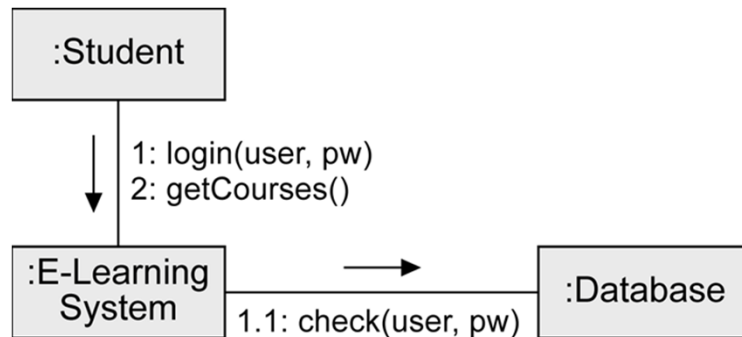 :Student
1: login(user, pw)
2: getCourses()
:E-Learning
System
:Database
1.1: check(user, pw)